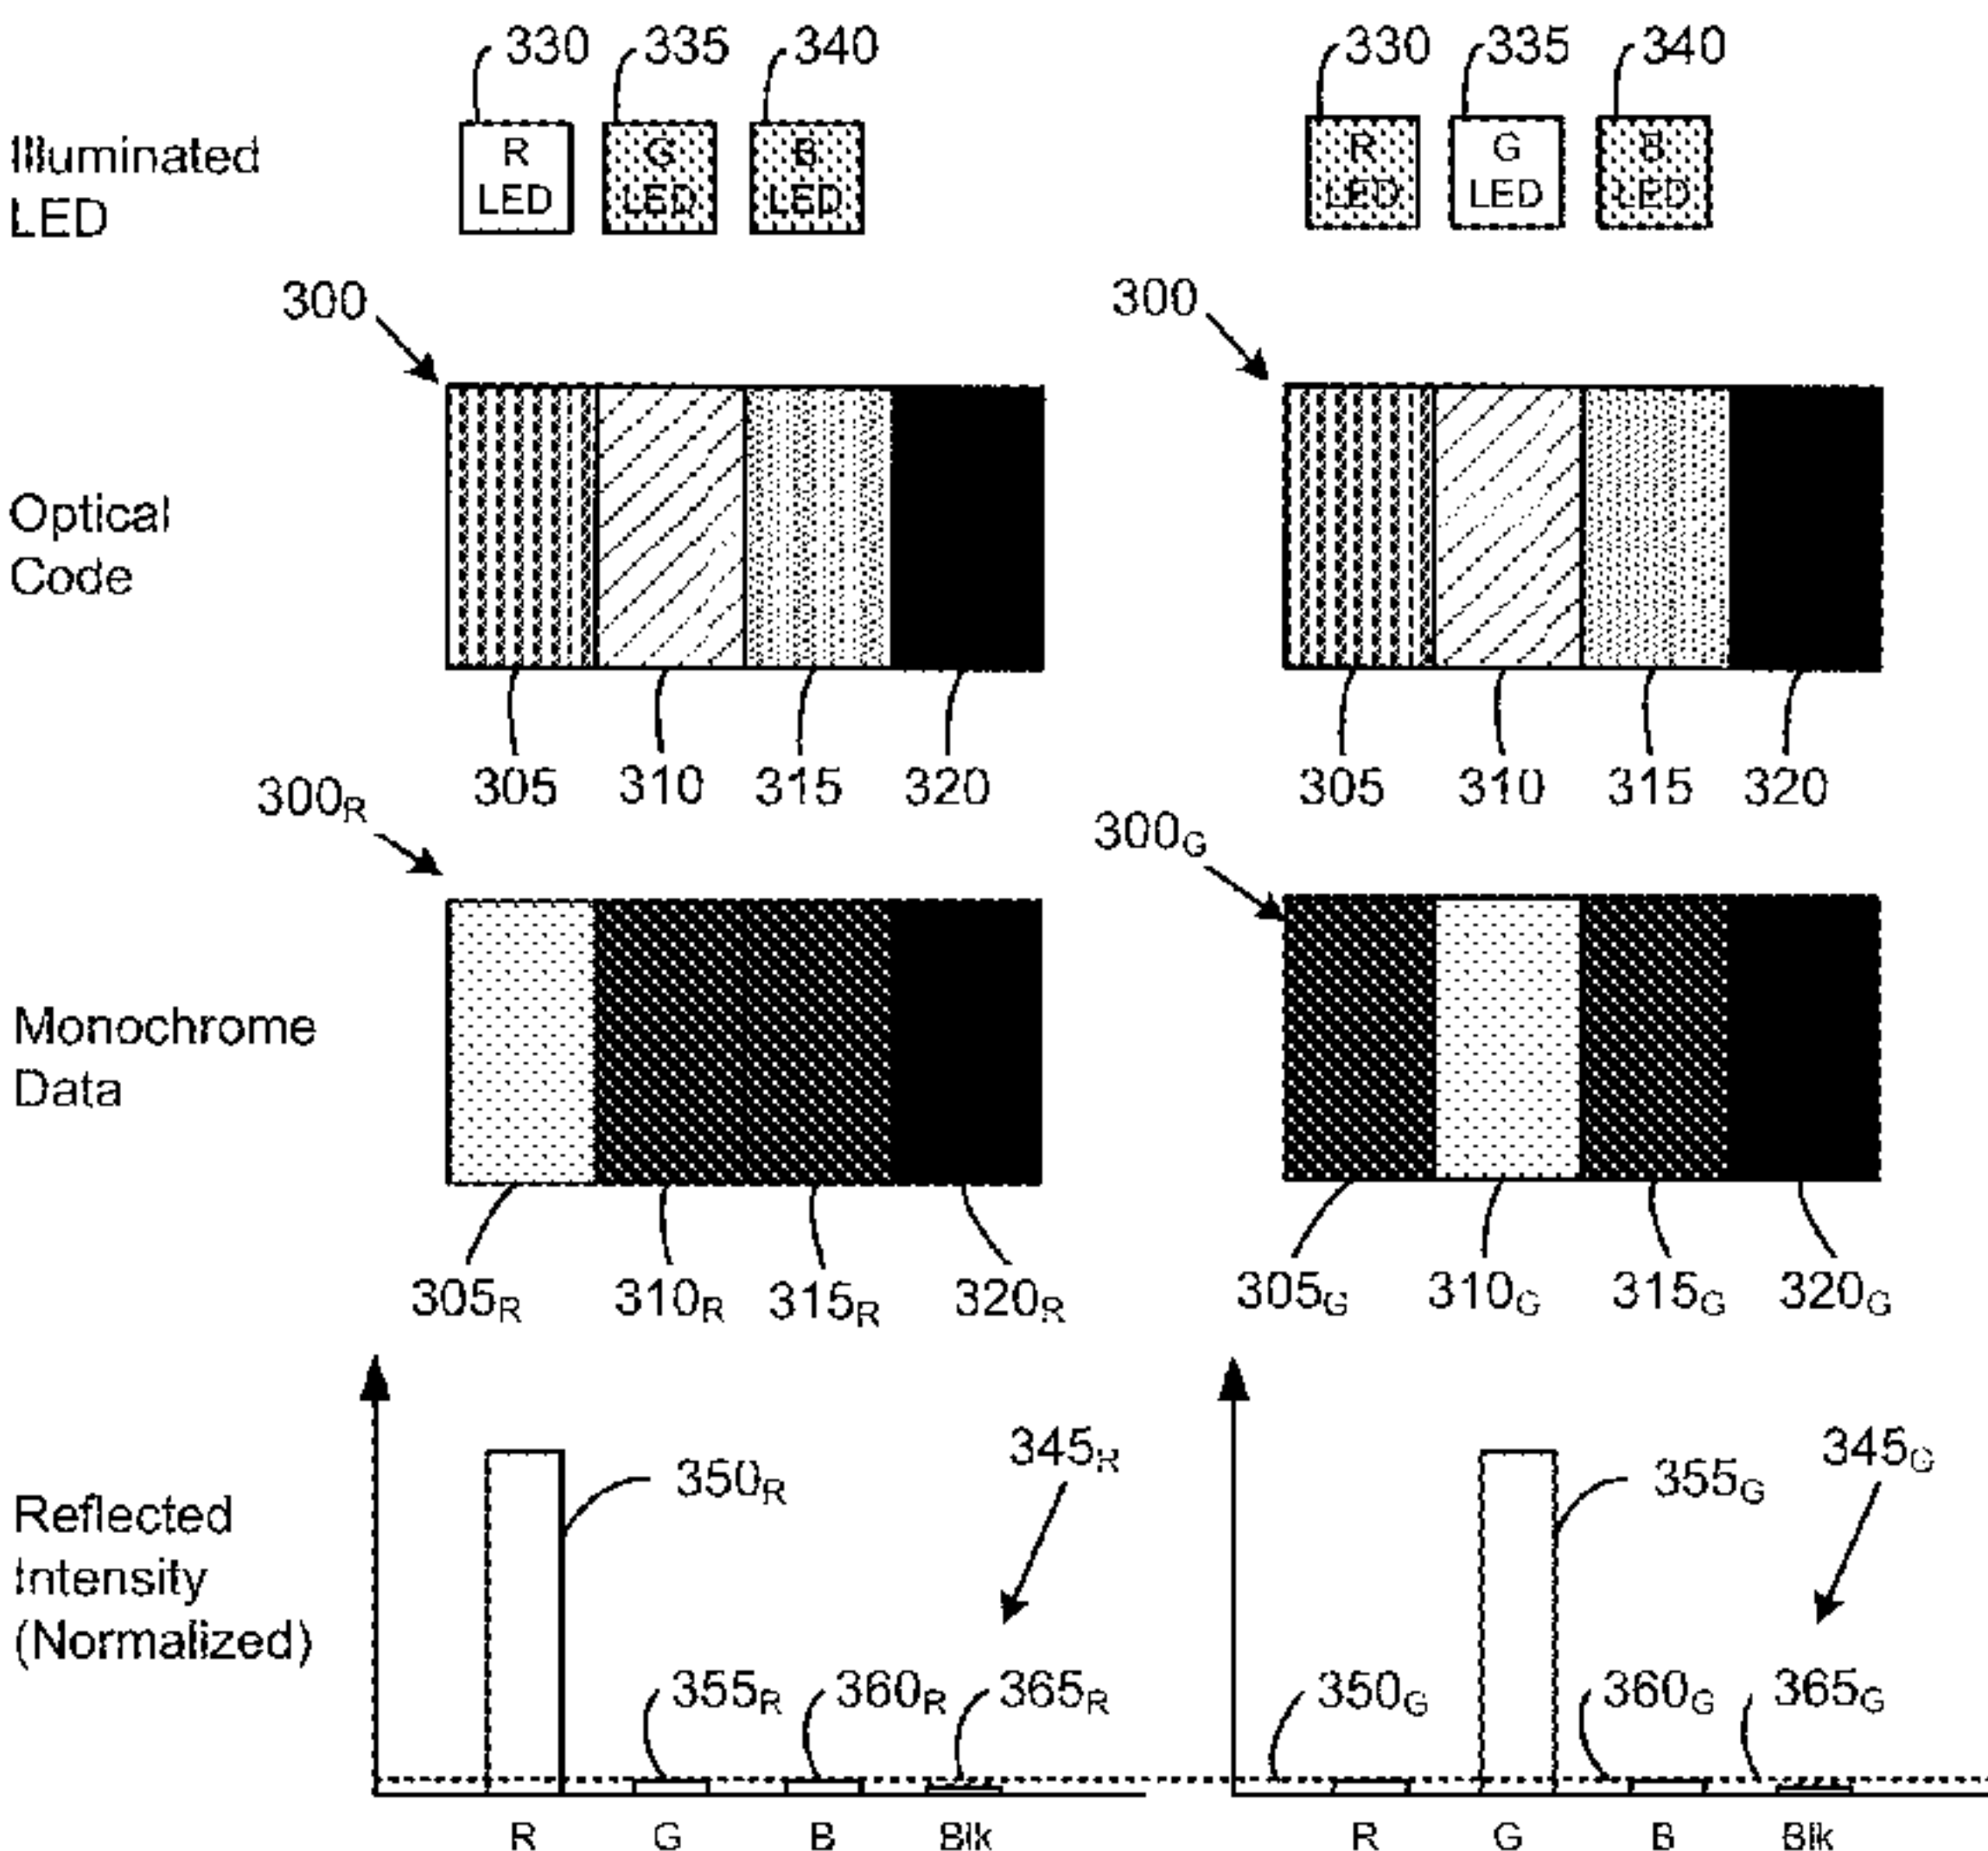 330 335 340 330 335 340
Illuminated
LED
R
LED
G
LED
B
LED
R
LED
G
LED
B
LED
300 300
Optical
Code
305 310 315 320 305 310 315 320
300R 300G
Monochrome
Data
305R 310R 315R 320R 305G 310G 315G 320G
Reflected
Intensity
(Normalized)
350R 345R 355G 345G
355R 360R 365R 350G 360G 365G
R G B Blk R G B Blk